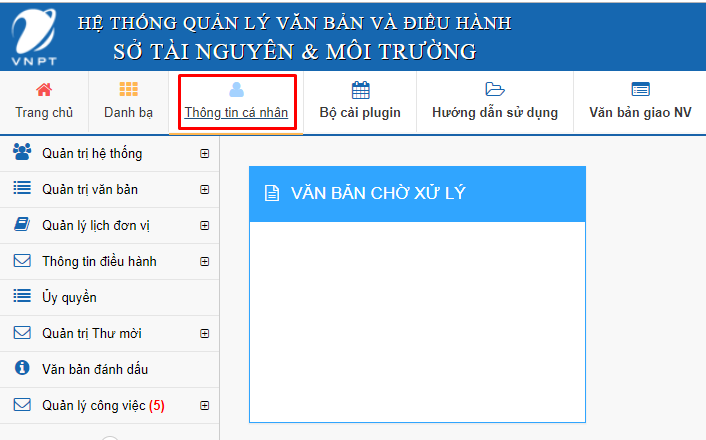 VNPT
HỆ THỐNG QUẢN LÝ VĂN BẢN VÀ ĐIỀU HÀNH
SỞ TÀI NGUYÊN & MÔI TRƯỜNG
Trang chủ
Danh bạ
Thông tin cá nhân
Bộ cài plugin
Hướng dẫn sử dụng
Văn bản giao NV
Quản trị hệ thống
Quản trị văn bản
Quản lý lịch đơn vị
Thông tin điều hành
Ủy quyền
Quản trị Thư mời
Văn bản đánh dấu
Quản lý công việc (5)
VĂN BẢN CHỜ XỬ LÝ